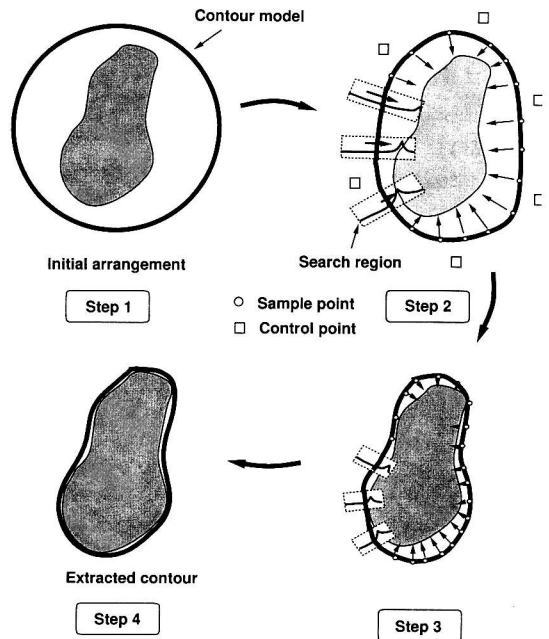 Contour model
Initial arrangement
Step 1
Search region
Step 2
Sample point
Control point
Extracted contour
Step 4
Step 3